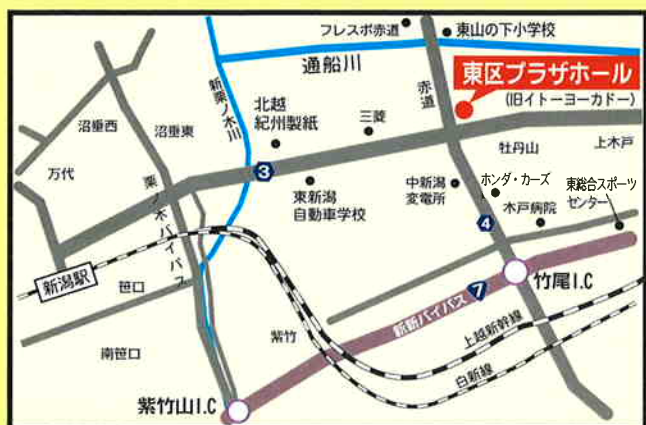 フレスポ赤道
東山の下小学校
通船川
赤道
東区プラザホール
(旧イトーヨーカドー)
新栗ノ木川
北越
紀州製紙
三菱
沼垂西
沼垂東
牡丹山
上木戸
万代
3
栗ノ木バイパス
東新潟
自動車学校
中新潟
変電所
ホンダ・カーズ
東総合スポーツ
センター
木戸病院
4
新潟駅
笹口
竹尾I.C
7
新新バイパス
紫竹
上越新幹線
南笹口
白新線
紫竹山I.C